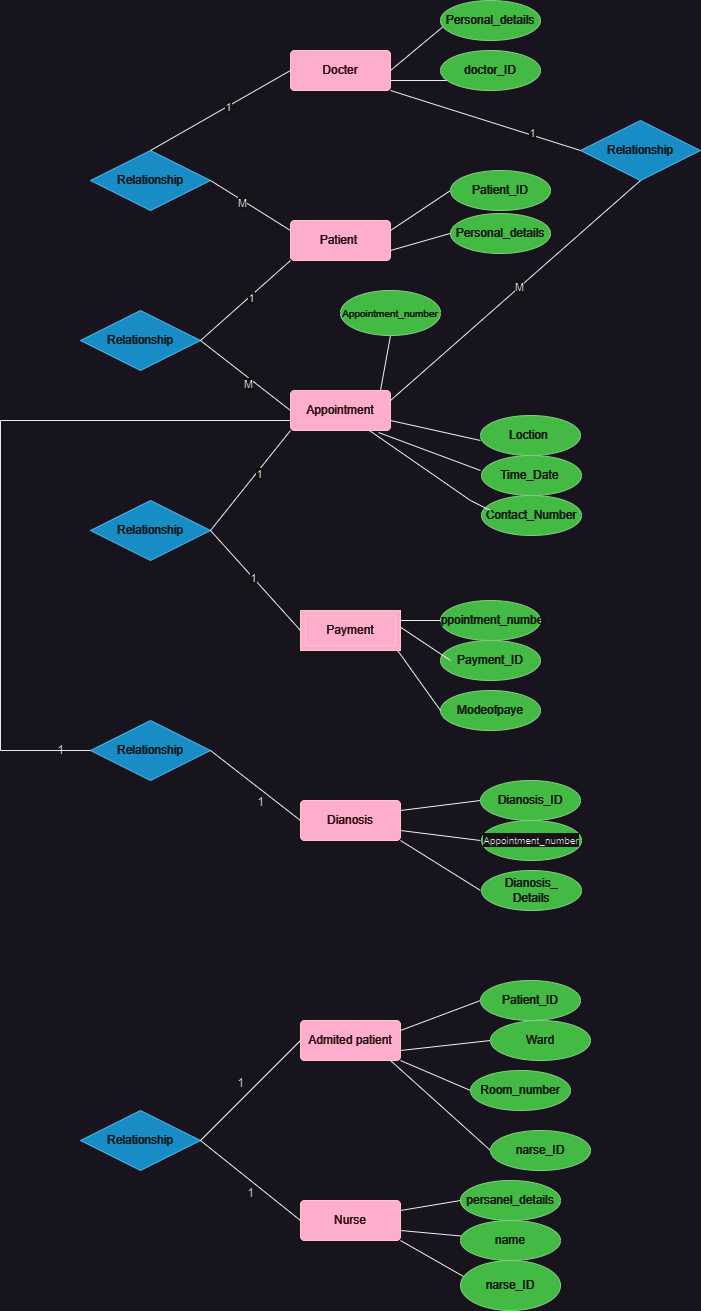 Personal_details
Docter
doctor_ID
1
1
Relationship
Relationship
Patient_ID
M
Personal_details
Patient
M
1
Appointment_number
Relationship
M
Appointment
Loction
1
Time_Date
Contact_Number
Relationship
1
ppointment_numbe
Payment
Payment_ID
Modeofpaye
Relationship
1
1
Dianosis_ID
Dianosis
Appointment_number
Dianosis_
Details
Patient_ID
Admited patient
Ward
1
Room_number
Relationship
narse_ID
1
persanel_details
Nurse
name
narse_ID